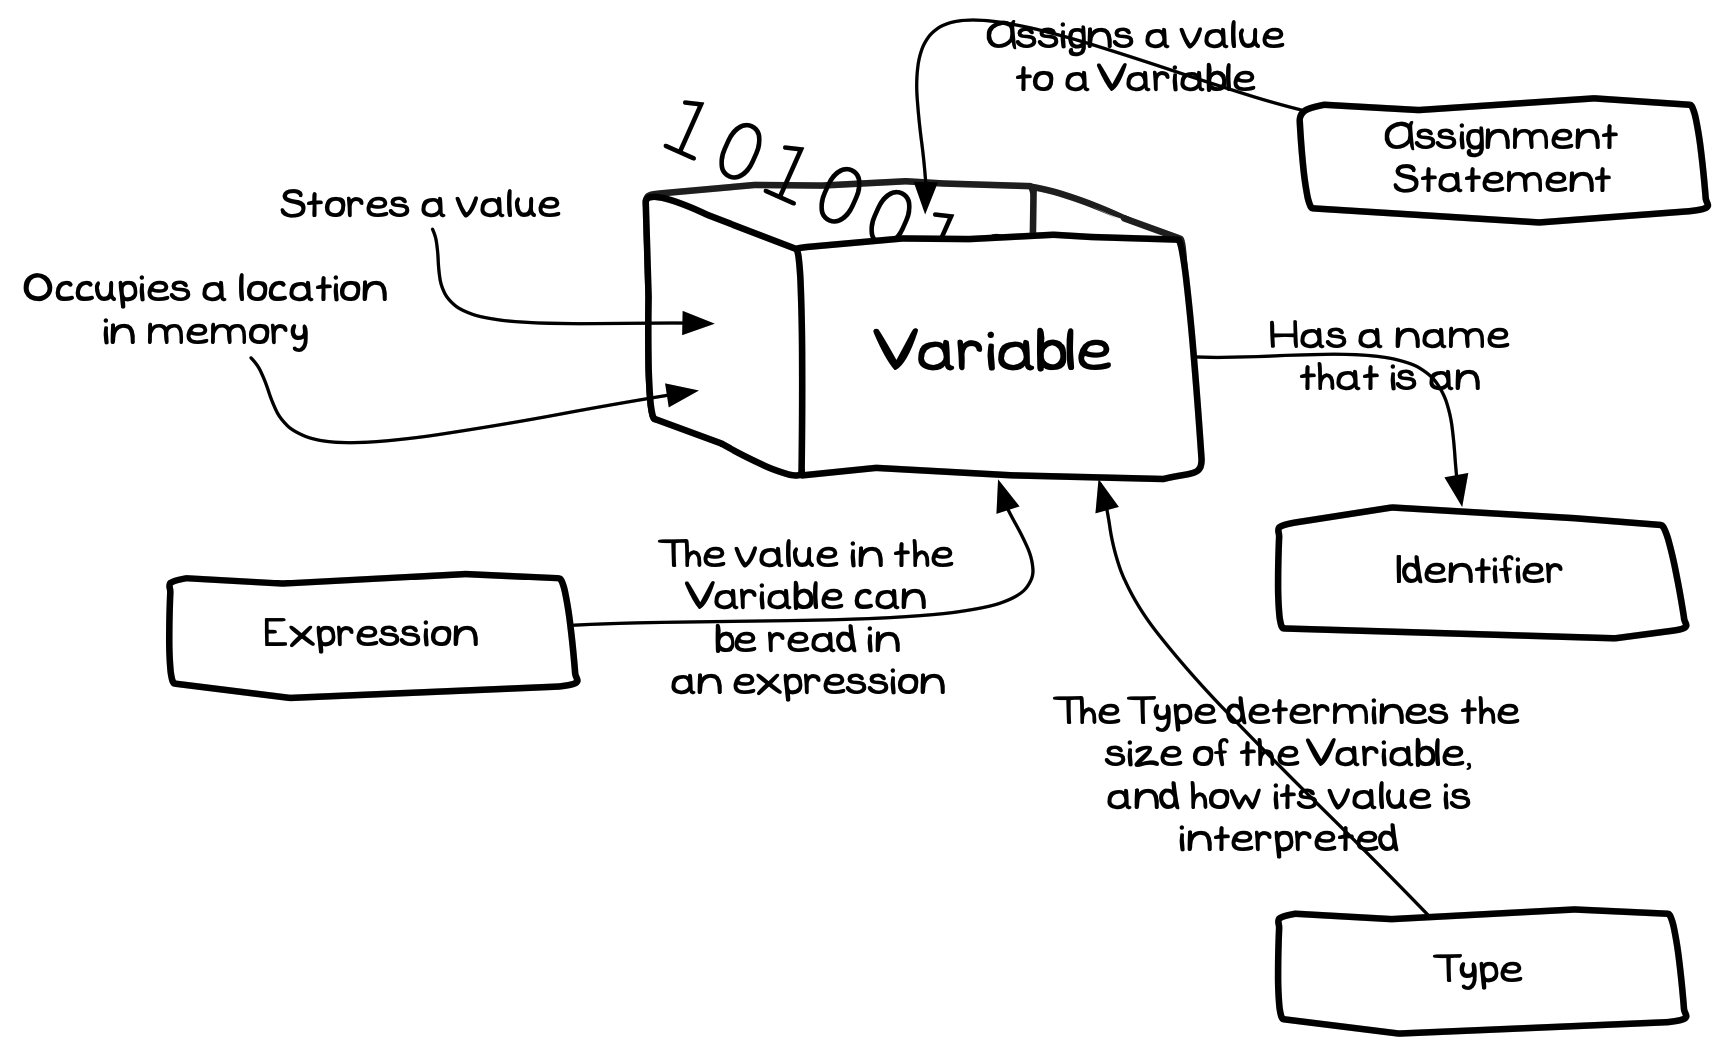 Assigns a value
to a Variable
Assignment
Statement
101001
Stores a value
Occupies a location
in memory
Variable
Has a name
that is an
Identifier
The value in the
Variable can
be read in
an expression
Expression
The Type determines the
size of the Variable,
and how its value is
interpreted
Type